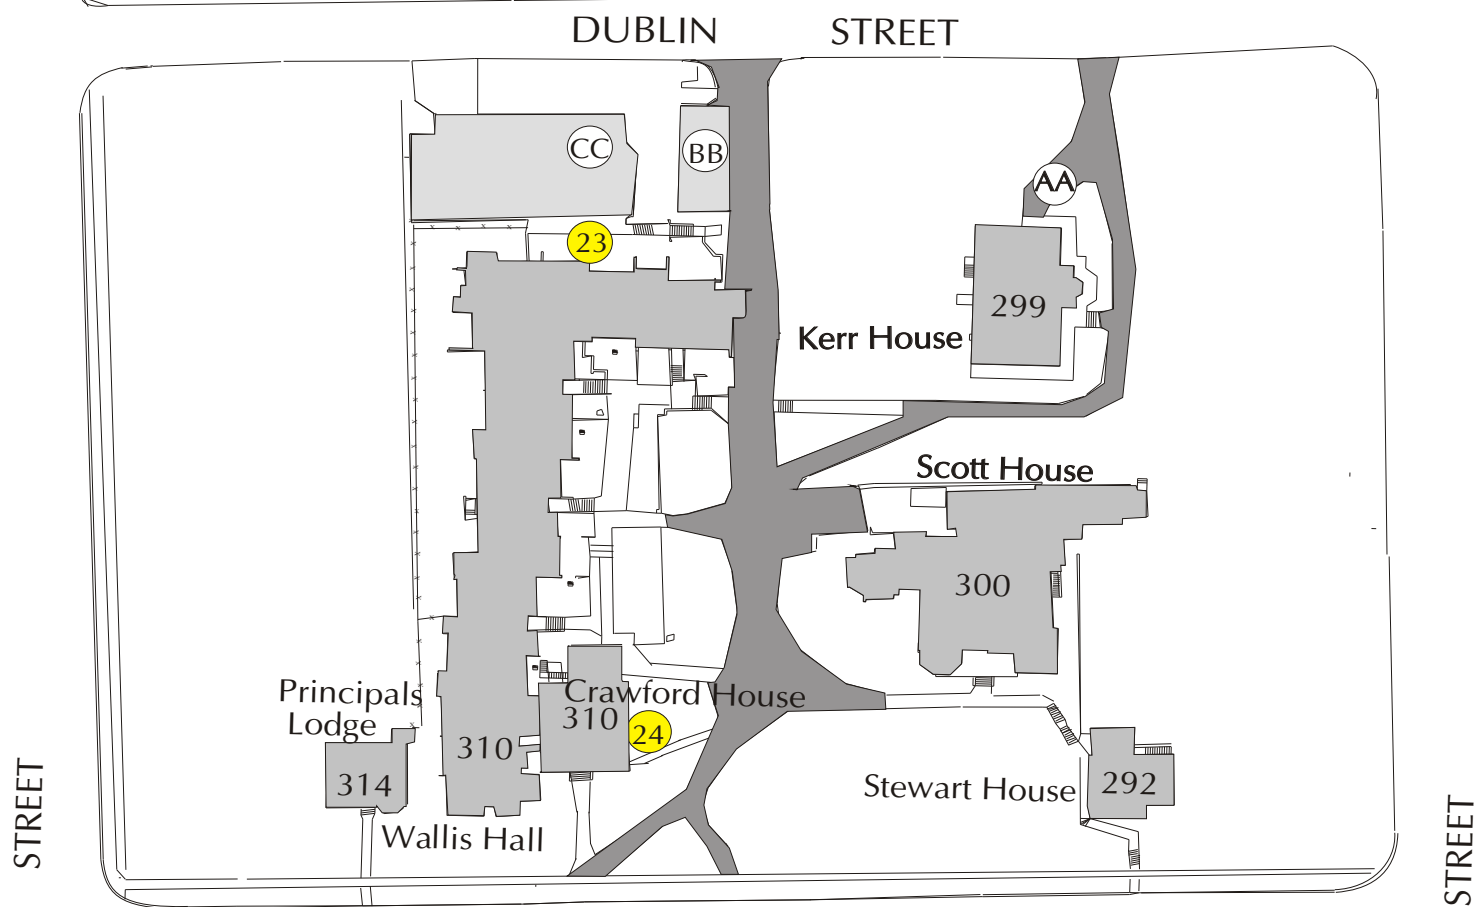 DUBLIN STREET
CC
BB
AA
23
299
Kerr House
Scott House
300
Principals
Lodge
Crawford House
310
24
310
314
Stewart House
292
Wallis Hall
STREET
STREET